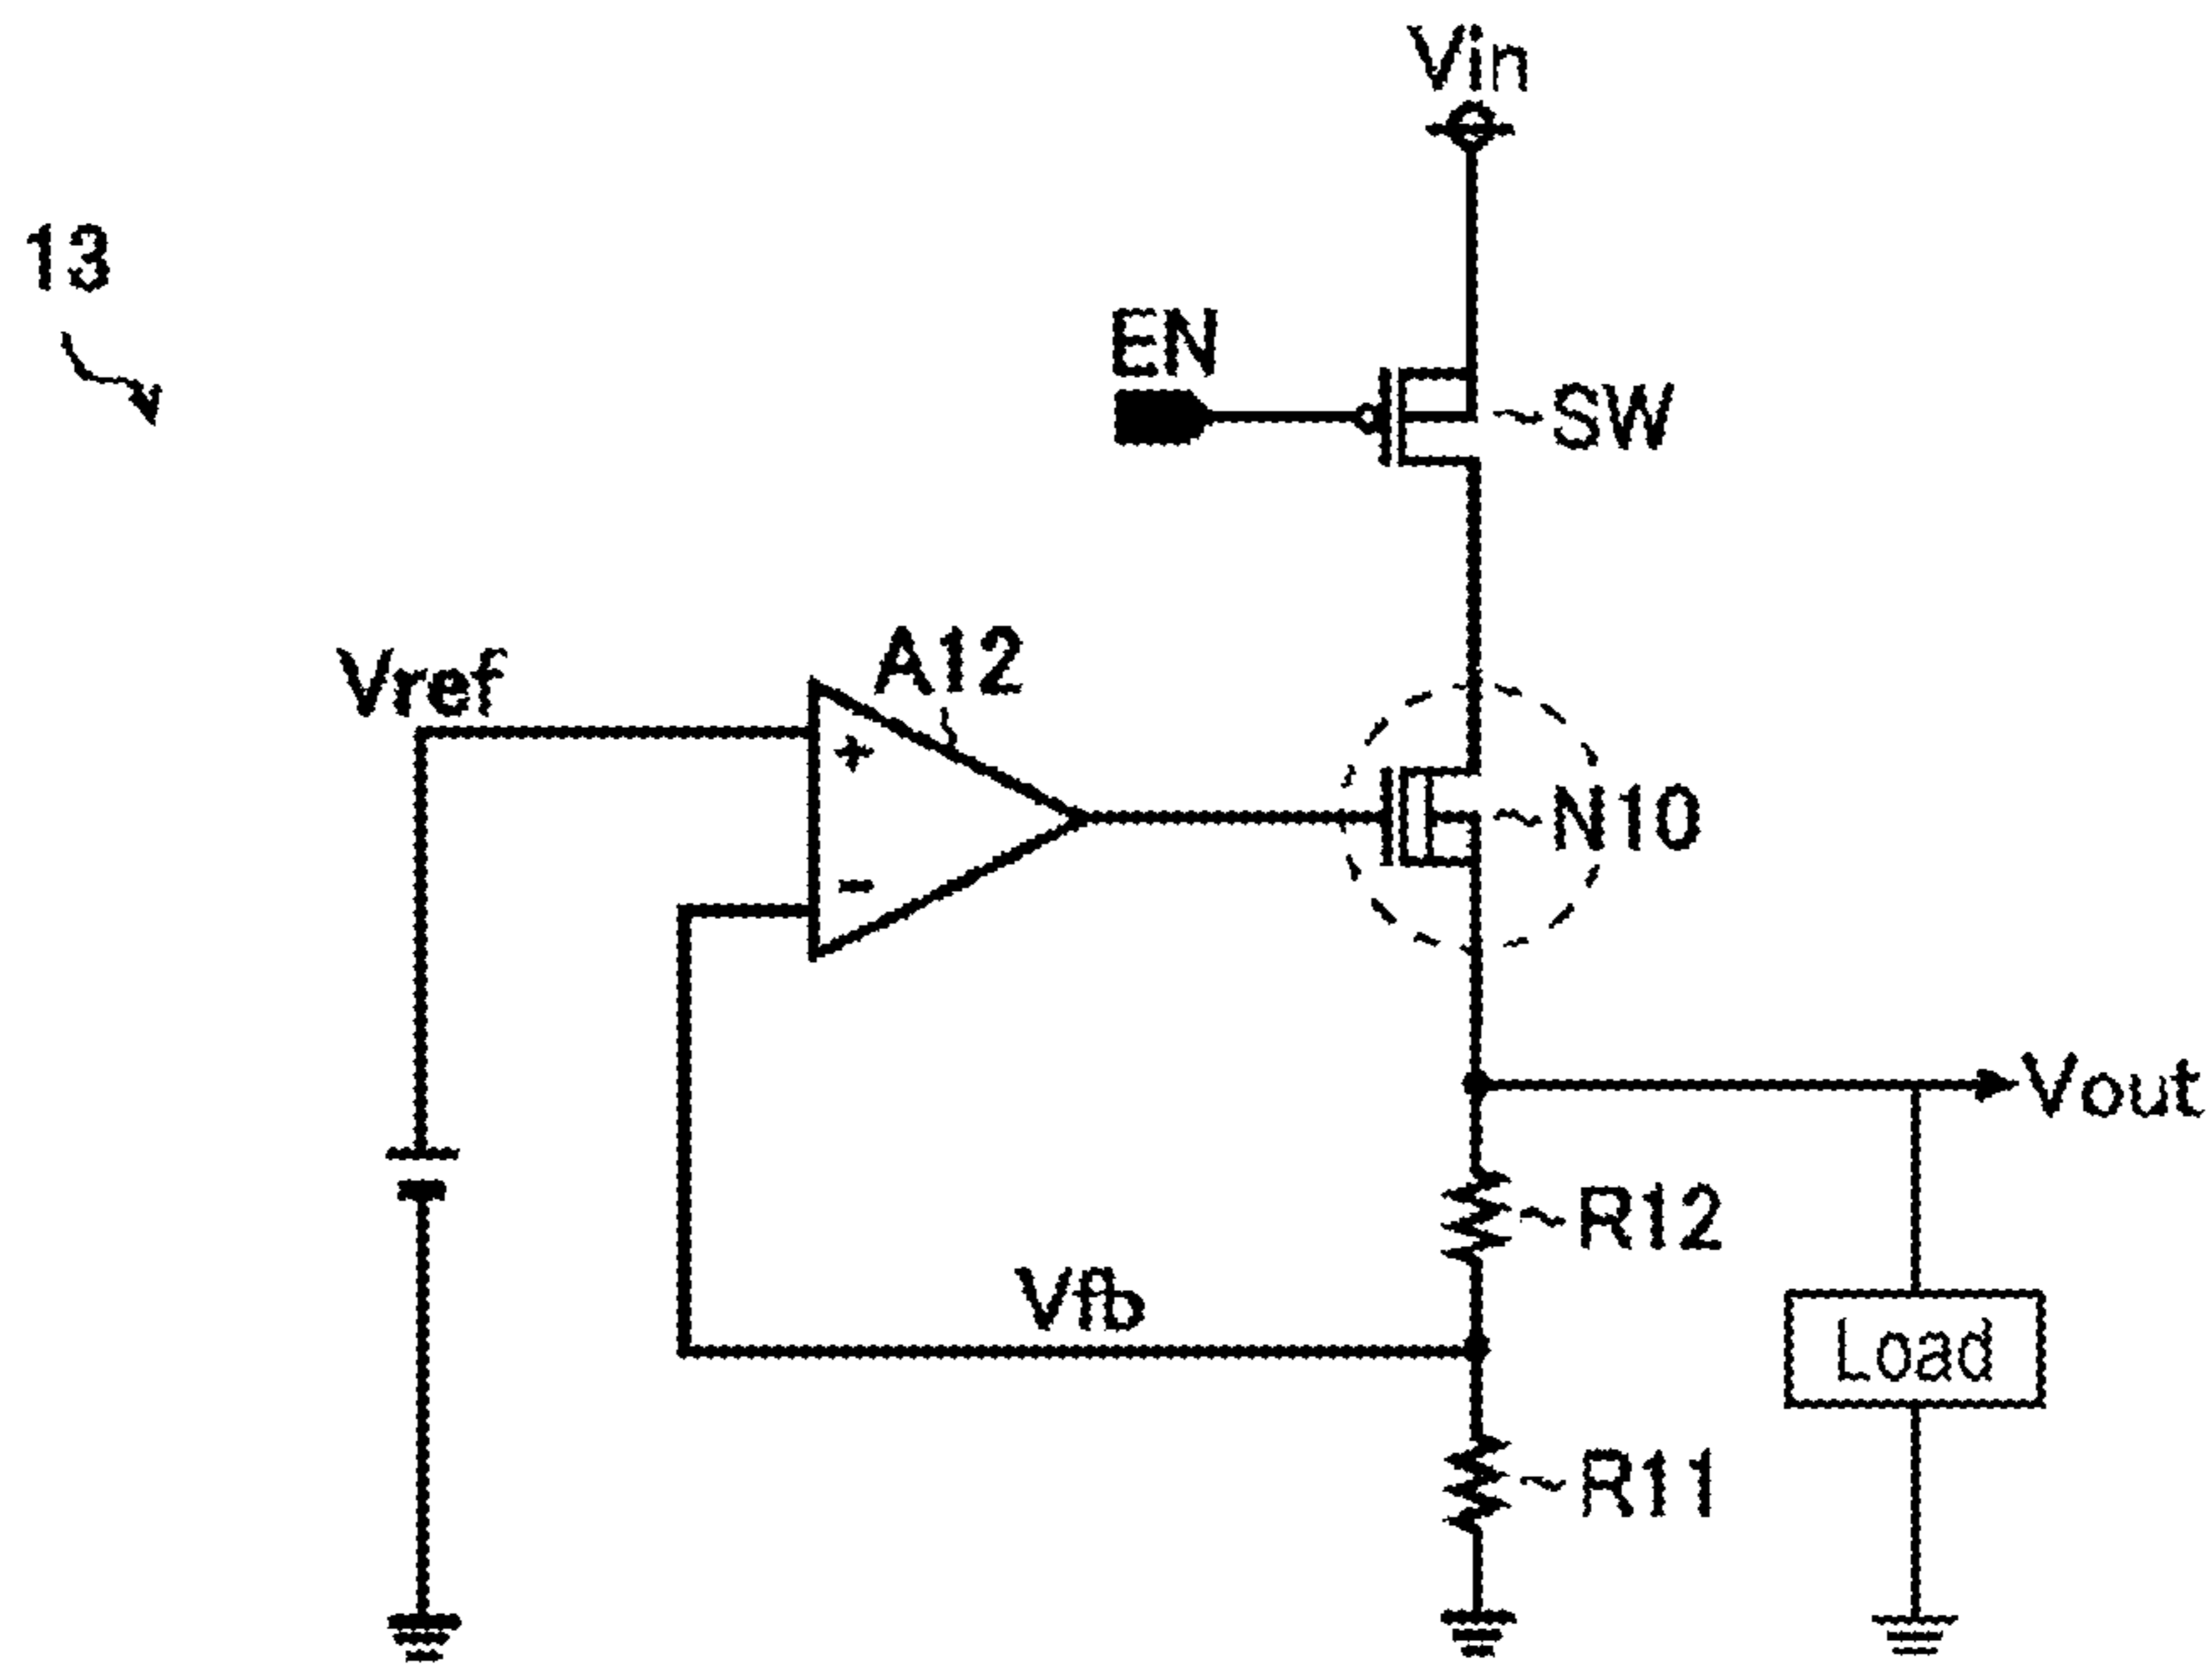 Vin
13
EN
~SW
Vref
A12
+
~N10
-
Vout
~R12
Vfb
Load
~R11